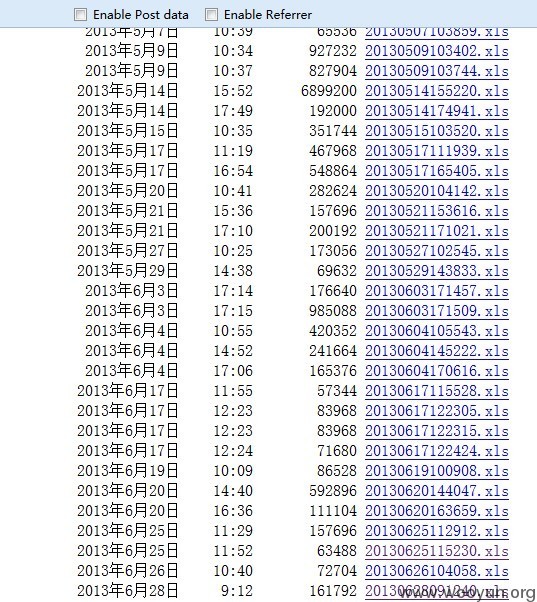 Enable Post data Enable Referrer
2013年5月7日 10:39 65536 20130507103859.xls
2013年5月9日 10:34 927232 20130509103402.xls
2013年5月9日 10:37 827904 20130509103744.xls
2013年5月14日 15:52 6899200 20130514155220.xls
2013年5月14日 17:49 192000 20130514174941.xls
2013年5月15日 10:35 351744 20130515103520.xls
2013年5月17日 11:19 467968 20130517111939.xls
2013年5月17日 16:54 548864 20130517165405.xls
2013年5月20日 10:41 282624 20130520104142.xls
2013年5月21日 15:36 157696 20130521153616.xls
2013年5月21日 17:10 200192 20130521171021.xls
2013年5月27日 10:25 173056 20130527102545.xls
2013年5月29日 14:38 69632 20130529143833.xls
2013年6月3日 17:14 176640 20130603171457.xls
2013年6月3日 17:15 985088 20130603171509.xls
2013年6月4日 10:55 420352 20130604105543.xls
2013年6月4日 14:52 241664 20130604145222.xls
2013年6月4日 17:06 165376 20130604170616.xls
2013年6月17日 11:55 57344 20130617115528.xls
2013年6月17日 12:23 83968 20130617122305.xls
2013年6月17日 12:23 83968 20130617122315.xls
2013年6月17日 12:24 71680 20130617122424.xls
2013年6月19日 10:09 86528 20130619100908.xls
2013年6月20日 14:40 592896 20130620144047.xls
2013年6月20日 16:36 111104 20130620163659.xls
2013年6月25日 11:29 157696 20130625112912.xls
2013年6月25日 11:52 63488 20130625115230.xls
2013年6月26日 10:40 72704 20130626104058.xls
2013年6月28日 9:12 161792 20130628091240.xls
www.wooyun.org